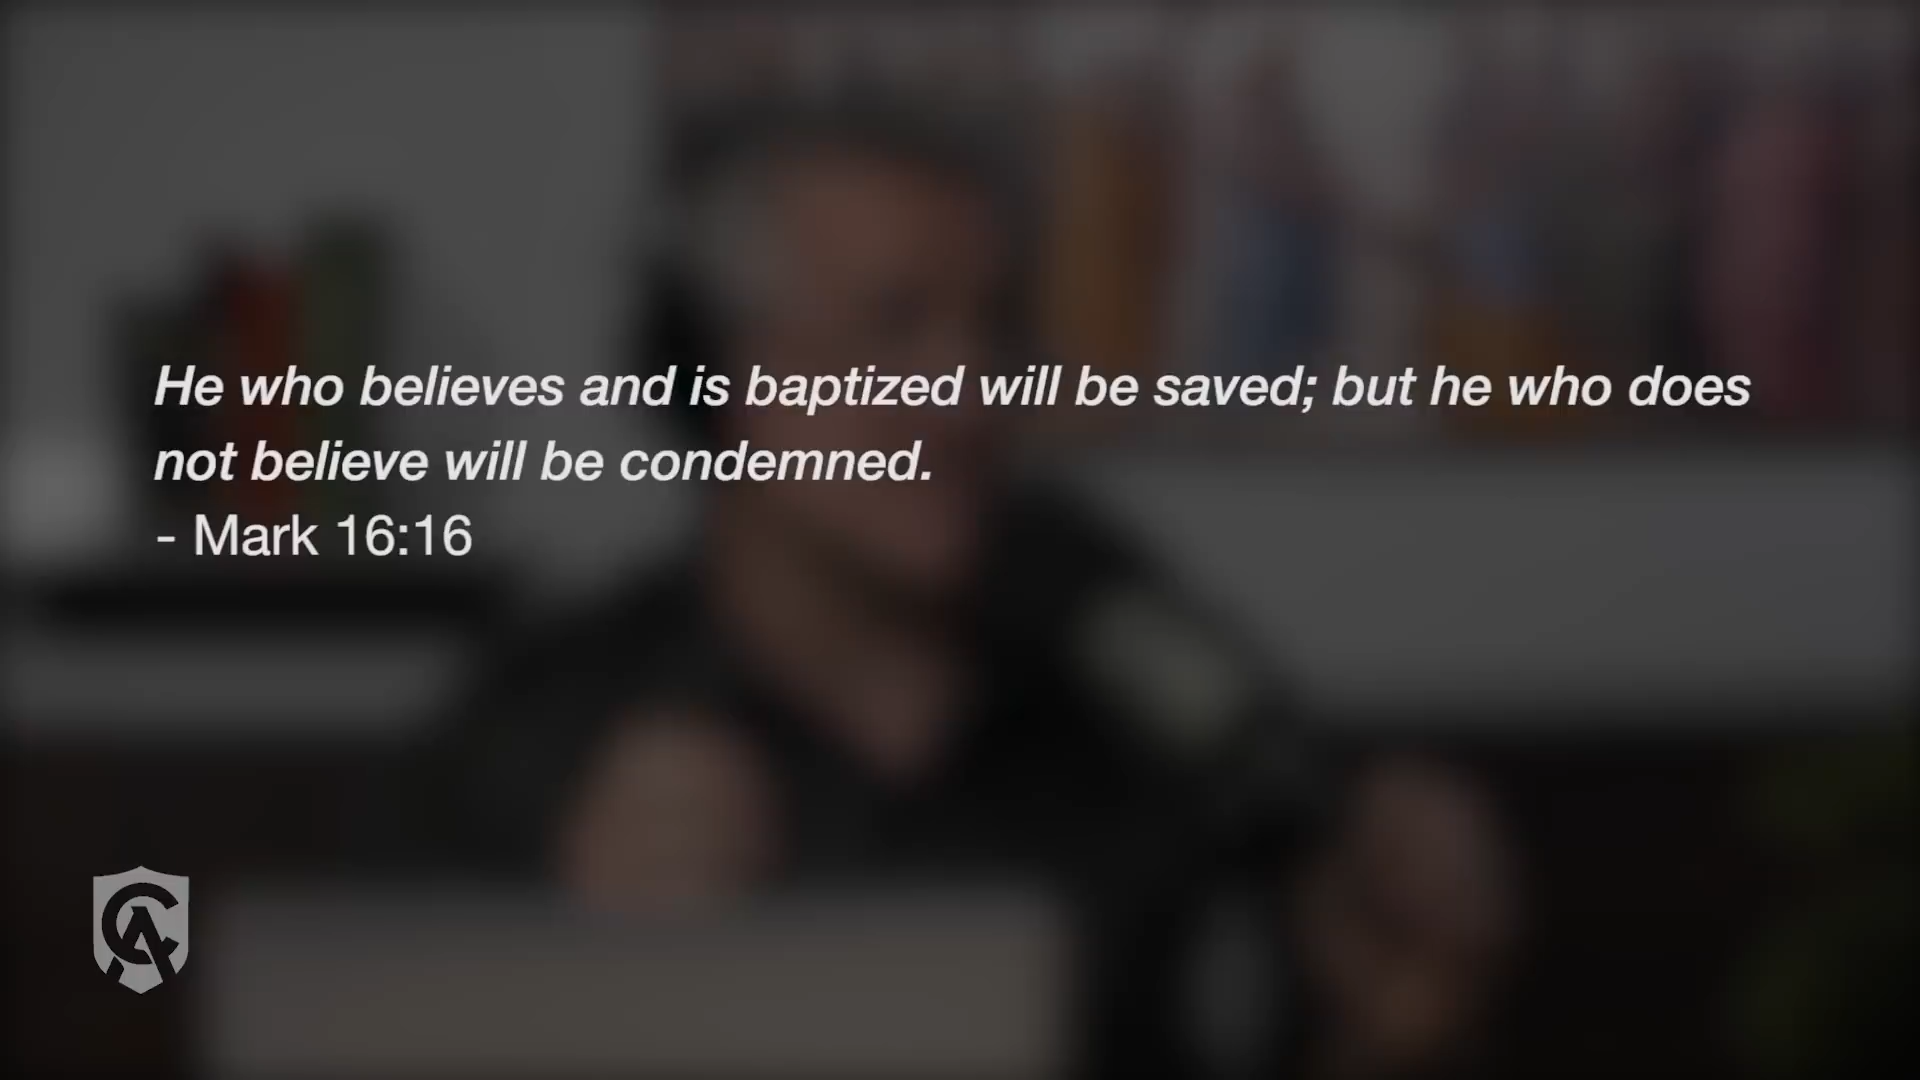 He who believes and is baptized will be saved; but he who does
not believe will be condemned.
- Mark 16:16
CA